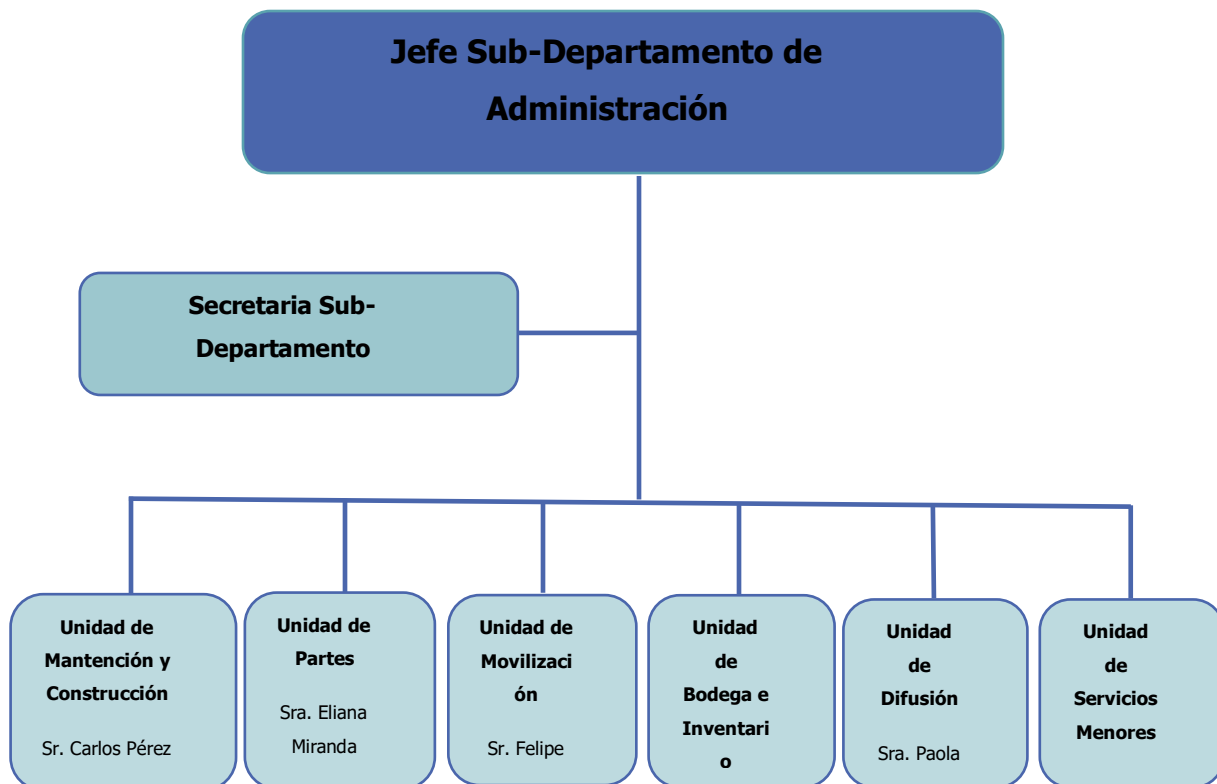 Jefe Sub-Departamento de
Administración
Secretaria Sub-
Departamento
Unidad de
Mantención y
Construcción
Sr. Carlos Pérez
Unidad de
Partes
Sra. Eliana
Miranda
Unidad de
Movilizaci
ón
Sr. Felipe
Unidad
de
Bodega e
Inventari
o
Unidad
de
Difusión
Sra. Paola
Unidad
de
Servicios
Menores